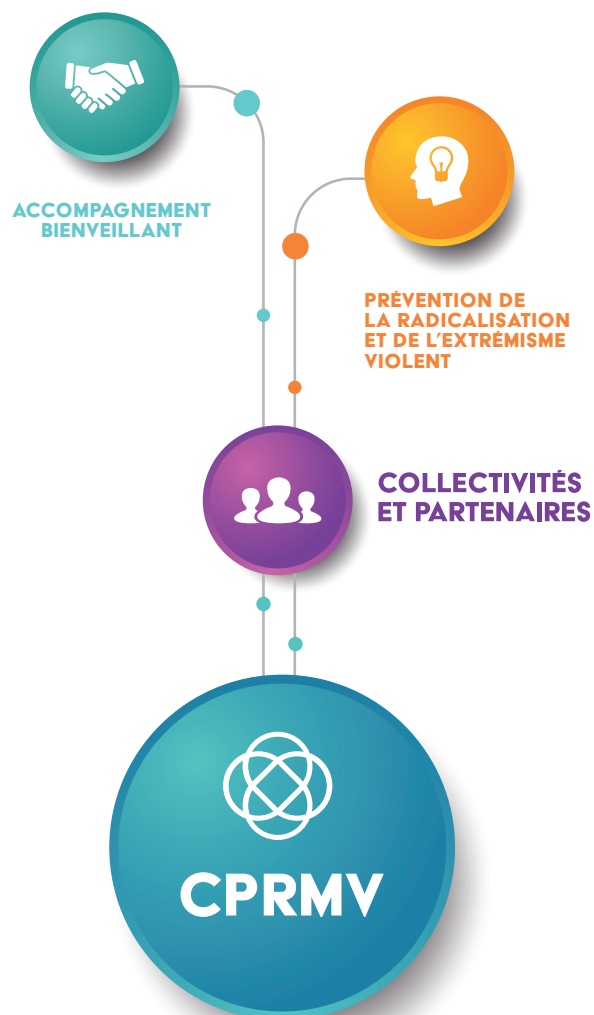 ACCOMPAGNEMENT
BIENVEILLANT
PRÉVENTION DE
LA RADICALISATION
ET DE L'EXTRÉMISME
VIOLENT
COLLECTIVITÉS
ET PARTENAIRES
CPRMV